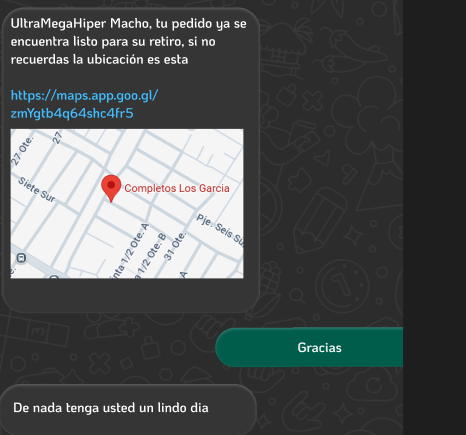 UltraMegaHiper Macho, tu pedido ya se
encuentra listo para su retiro, si no
recuerdas la ubicación es esta
https://maps.app.goo.gl/
zmYgtb4q64shc4fr5
27 Ote.
27
Siete Sur
Completos Los Garcia
Pje. Seis Su
inta 1/2 Ote. A
a 1/2 Ote. B
31 Ote.
A
te.
Gracias
De nada tenga usted un lindo dia